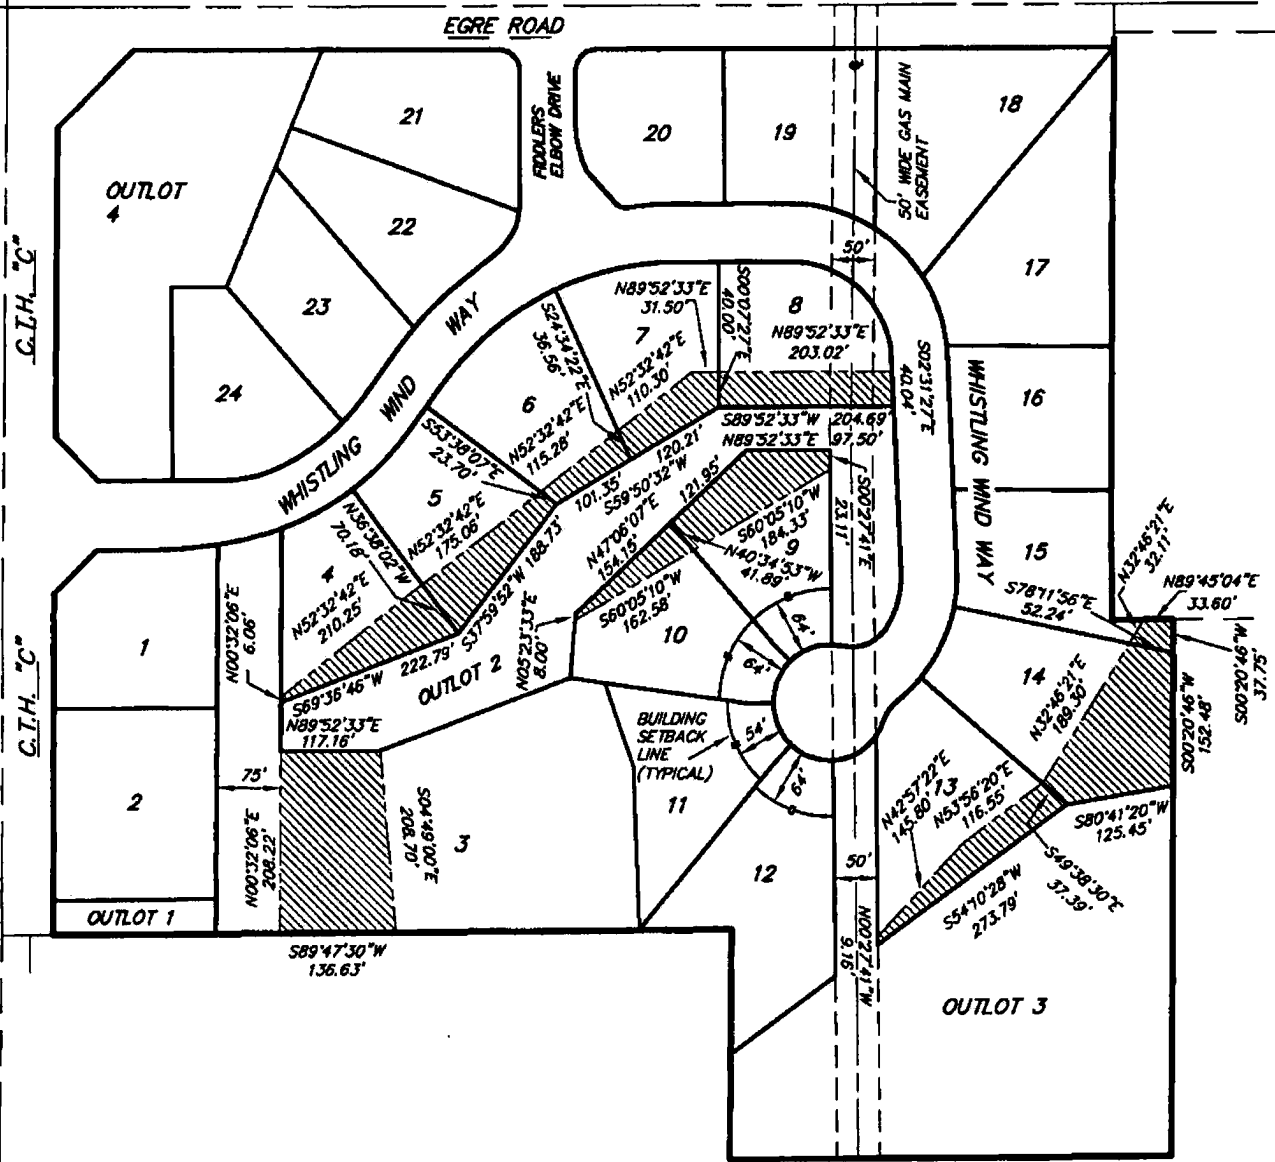 EGRE ROAD
FIDDLERS
ELBOW DRIVE
21
20
19
18
50' WIDE GAS MAIN
EASEMENT
OUTLOT
4
22
C.T.H. "C"
23
WHISTLING WIND WAY
24
50'
17
N89°52'33"E
31.50'
S00°07'27"E
40.00'
8
N89°52'33"E
203.02'
7
S24°34'22"E
36.56'
N52°32'42"E
110.30'
S02°31'27"E
40.04'
WHISTLING WIND WAY
16
6
N52°32'42"E
115.28'
S53°38'07"E
23.70'
S89°52'33"W
204.69'
N89°52'33"E
97.50'
120.21'
101.35'
S59°50'32"W
121.95'
5
N52°32'42"E
175.06'
N36°38'02"W
70.16'
188.73'
S37°59'52"W
N47°06'07"E
154.15'
S60°05'10"W
184.33'
S00°27'41"E
23.11'
N40°34'53"W
41.89'
9
15
N32°46'21"E
32.11'
N89°45'04"E
33.60'
S78°11'56"E
52.24'
4
N52°32'42"E
210.25'
N00°32'06"E
6.06'
S69°36'46"W
222.79'
OUTLOT 2
N05°23'33"E
8.00'
S60°05'10"W
162.58'
10
64'
64'
1
C.T.H. "C"
14
N32°46'21"E
189.30'
S00°20'46"W
37.75'
S00°20'46"W
152.48'
N89°52'33"E
117.16'
BUILDING
SETBACK
LINE
(TYPICAL)
54'
64'
75'
2
N00°32'06"E
208.22'
S04°49'00"E
208.70'
3
11
12
50'
13
N42°57'22"E
145.80'
N53°56'20"E
116.55'
S80°41'20"W
125.45'
S49°38'30"E
37.39'
S54°10'28"W
273.79'
OUTLOT 1
S89°47'30"W
136.63'
N00°27'41"W
9.16'
OUTLOT 3